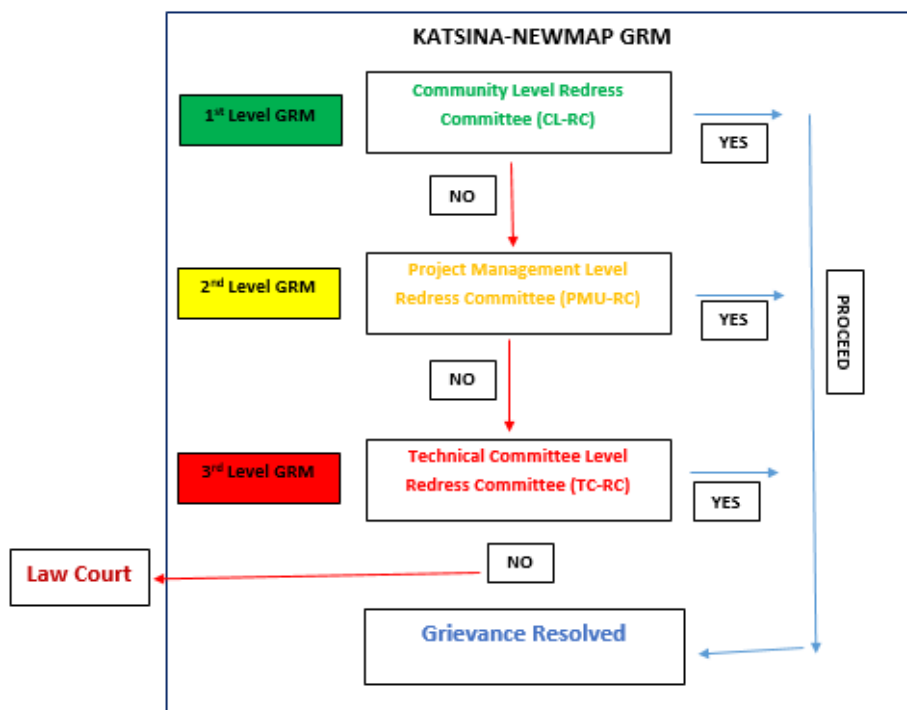 KATSINA-NEWMAP GRM
1st Level GRM
Community Level Redress
Committee (CL-RC)
YES
NO
2nd Level GRM
Project Management Level
Redress Committee (PMU-RC)
YES
PROCEED
NO
3rd Level GRM
Technical Committee Level
Redress Committee (TC-RC)
YES
NO
Law Court
Grievance Resolved